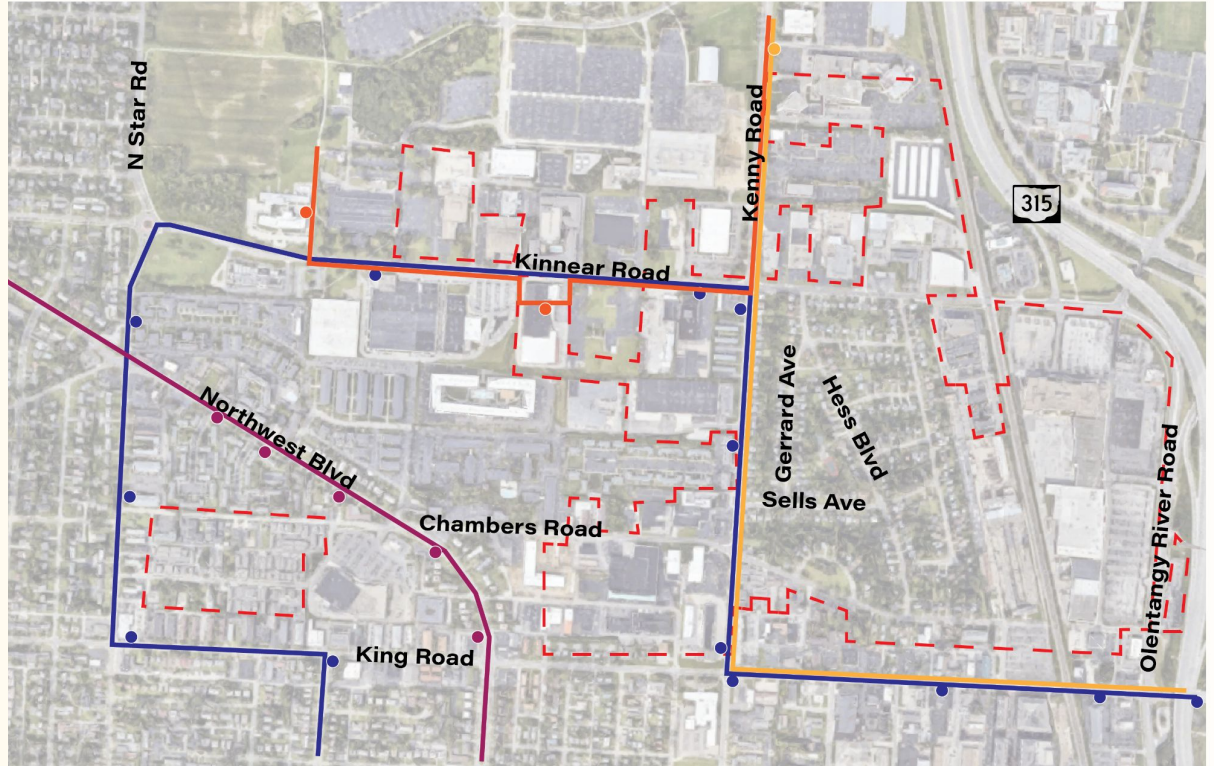 N Star Rd
Kenny Road
315
Kinnear Road
Gerrard Ave
Hess Blvd
Northwest Blvd
Sells Ave
Chambers Road
Olentangy River Road
King Road